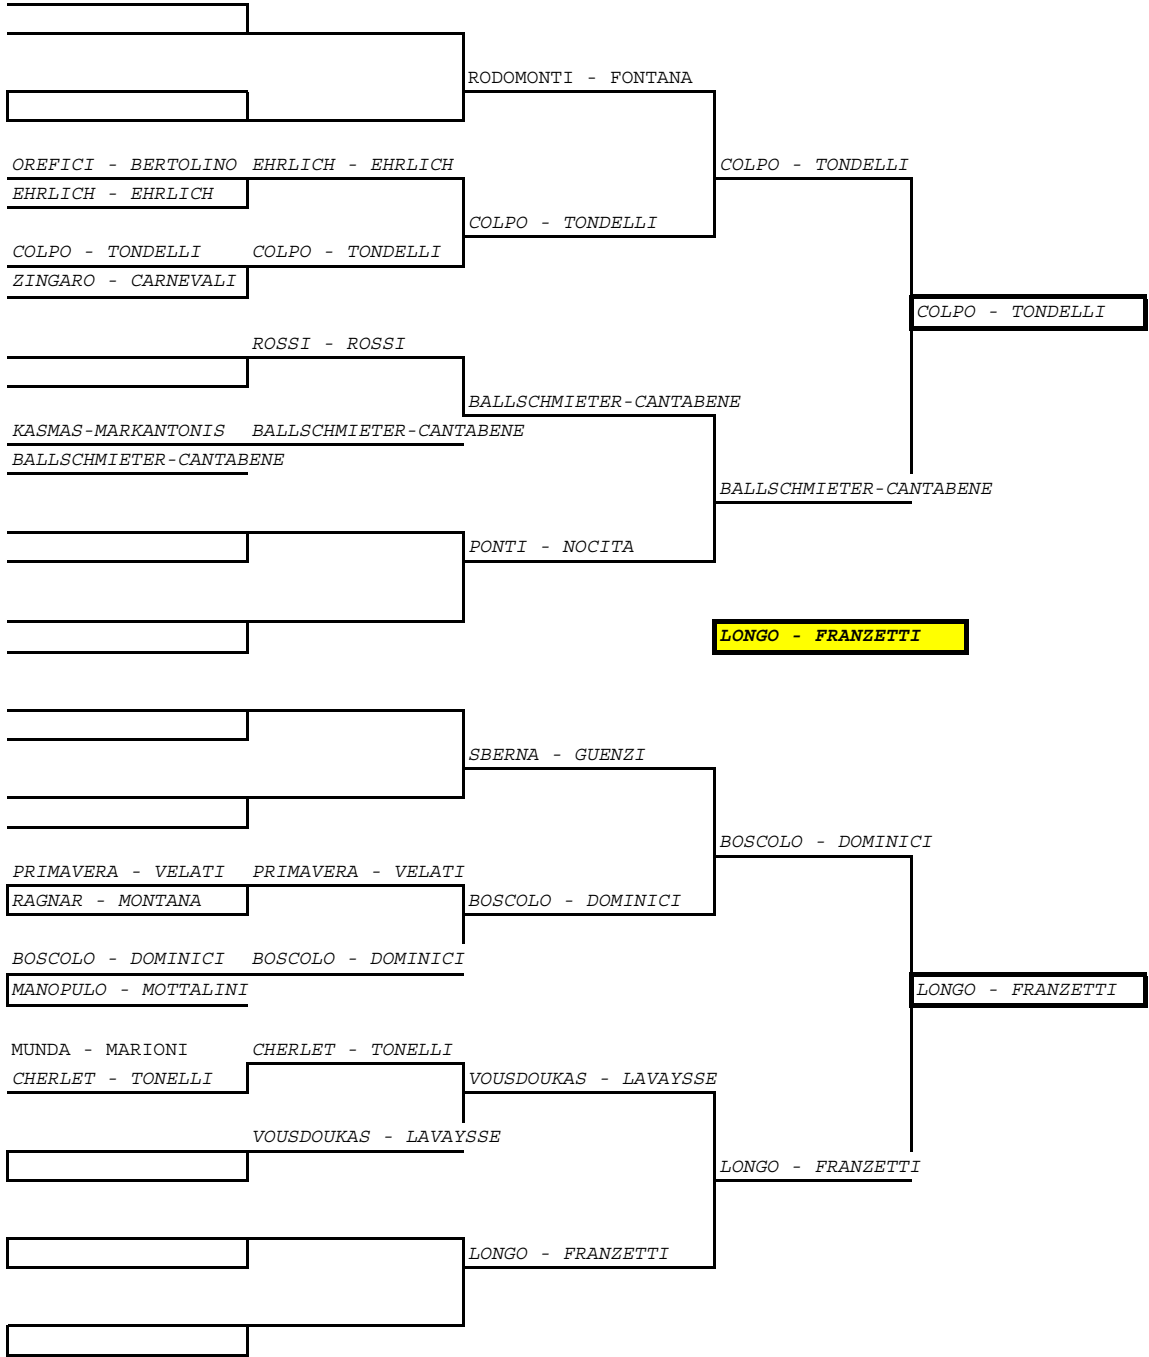 RODOMONTI - FONTANA
OREFICI - BERTOLINO EHRLICH - EHRLICH COLPO - TONDELLI
EHRLICH - EHRLICH
COLPO - TONDELLI
COLPO - TONDELLI COLPO - TONDELLI
ZINGARO - CARNEVALI
COLPO - TONDELLI
ROSSI - ROSSI
BALLSCHMIETER-CANTABENE
KASMAS-MARKANTONIS BALLSCHMIETER-CANTABENE
BALLSCHMIETER-CANTABENE
BALLSCHMIETER-CANTABENE
PONTI - NOCITA
LONGO - FRANZETTI
SBERNA - GUENZI
BOSCOLO - DOMINICI
PRIMAVERA - VELATI PRIMAVERA - VELATI
RAGNAR - MONTANA BOSCOLO - DOMINICI
BOSCOLO - DOMINICI BOSCOLO - DOMINICI
MANOPULO - MOTTALINI LONGO - FRANZETTI
MUNDA - MARIONI CHERLET - TONELLI
CHERLET - TONELLI VOUSDOUKAS - LAVAYSSE
VOUSDOUKAS - LAVAYSSE
LONGO - FRANZETTI
LONGO - FRANZETTI